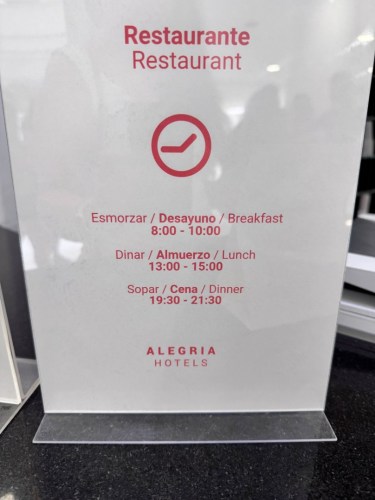 Restaurante
Restaurant
Esmorzar / Desayuno / Breakfast
8:00 - 10:00
Dinar / Almuerzo / Lunch
13:00 - 15:00
Sopar / Cena / Dinner
19:30 - 21:30
ALEGRIA
HOTELS